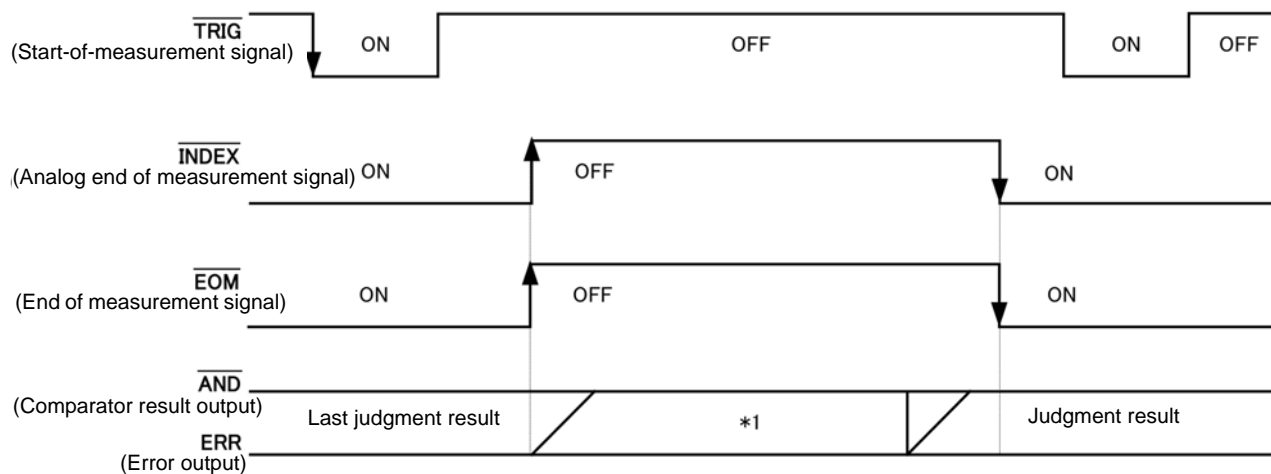 TRIG
(Start-of-measurement signal)
ON
OFF
ON
OFF
INDEX
(Analog end of measurement signal)
ON
OFF
ON
EOM
(End of measurement signal)
ON
OFF
ON
AND
(Comparator result output)
Last judgment result
*1
Judgment result
ERR
(Error output)